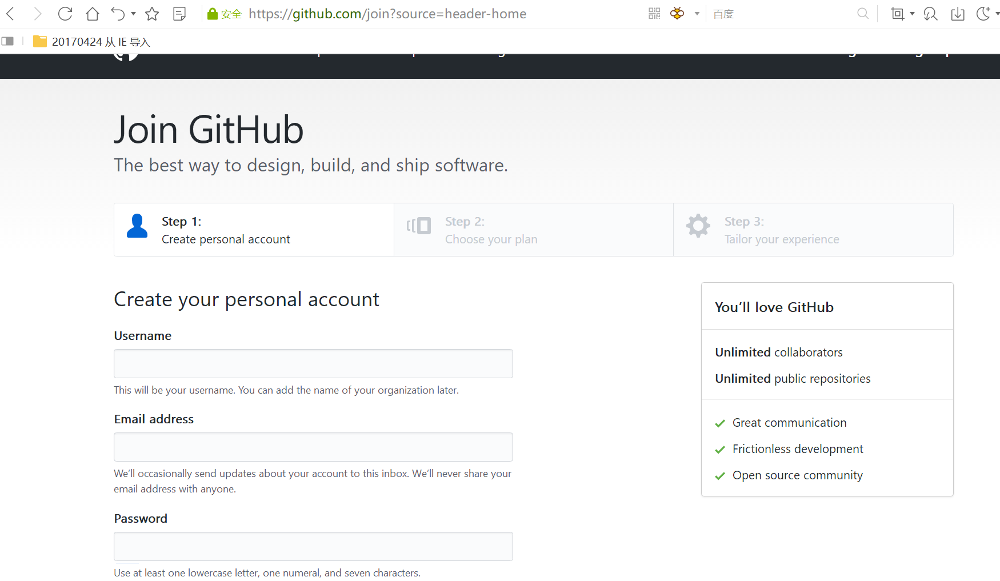 安全 https://github.com/join?source=header-home 百度
20170424 从 IE 导入
Join GitHub
The best way to design, build, and ship software.
Step 1:
Create personal account
Step 2:
Choose your plan
Step 3:
Tailor your experience
Create your personal account
Username
This will be your username. You can add the name of your organization later.
Email address
We’ll occasionally send updates about your account to this inbox. We’ll never share your
email address with anyone.
Password
Use at least one lowercase letter, one numeral, and seven characters.
You’ll love GitHub
Unlimited collaborators
Unlimited public repositories
Great communication
Frictionless development
Open source community